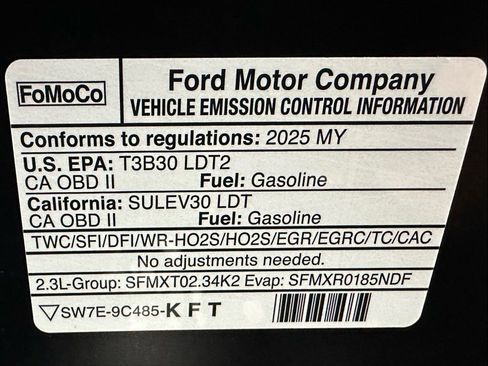 FoMoCo
Ford Motor Company
VEHICLE EMISSION CONTROL INFORMATION
Conforms to regulations: 2025 MY
U.S. EPA: T3B30 LDT2
CA OBD II Fuel: Gasoline
California: SULEV30 LDT
CA OBD II Fuel: Gasoline
TWC/SFI/DFI/WR-HO2S/HO2S/EGR/EGRC/TC/CAC
No adjustments needed.
2.3L-Group: SFMXT02.34K2 Evap: SFMXR0185NDF
SW7E-9C485-KFT